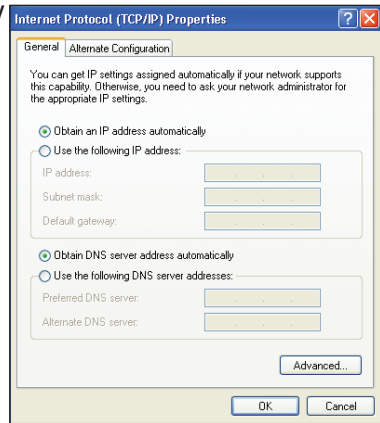 Internet Protocol (TCP/IP) Properties
General
Alternate Configuration
You can get IP settings assigned automatically if your network supports
this capability. Otherwise, you need to ask your network administrator for
the appropriate IP settings.
Obtain an IP address automatically
Use the following IP address:
IP address:
Subnet mask:
Default gateway:
Obtain DNS server address automatically
Use the following DNS server addresses:
Preferred DNS server:
Alternate DNS server:
Advanced...
OK
Cancel